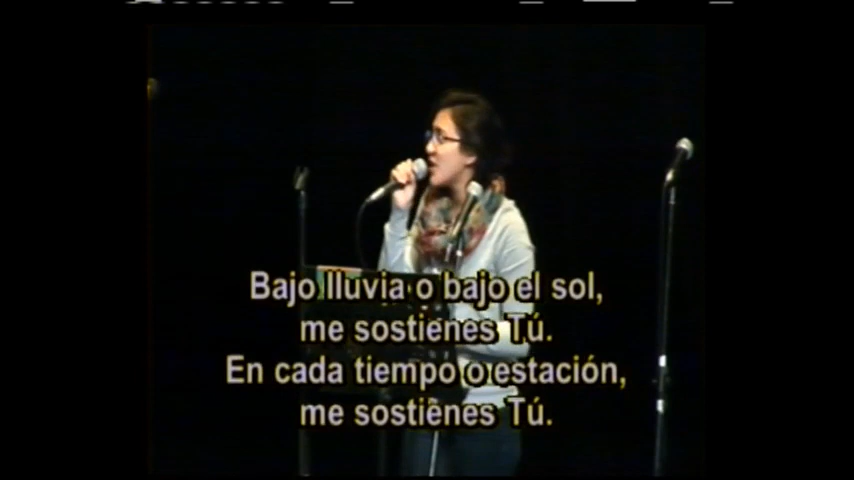 Bajo lluvia o bajo el sol,
me sostienes Tú.
En cada tiempo o estación,
me sostienes Tú.